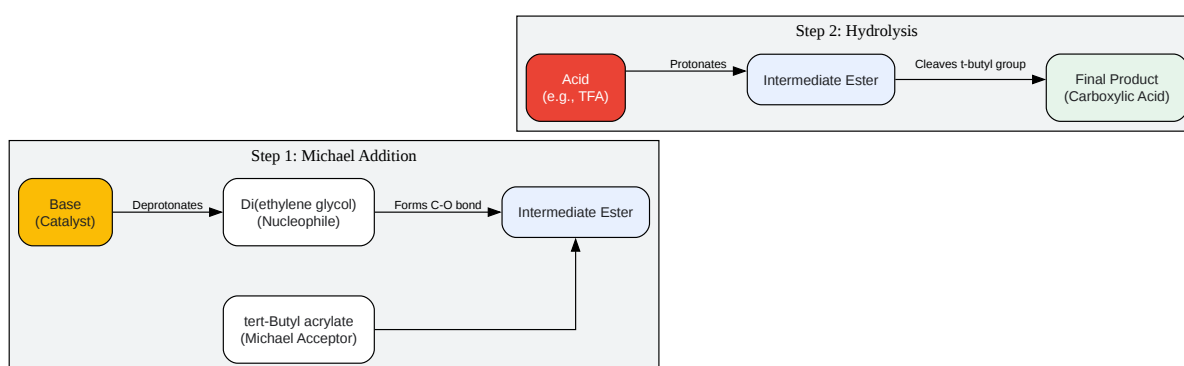 Step 2: Hydrolysis
Acid
(e.g., TFA)
Protonates
Intermediate Ester
Cleaves t-butyl group
Final Product
(Carboxylic Acid)
Step 1: Michael Addition
Base
(Catalyst)
Deprotonates
Di(ethylene glycol)
(Nucleophile)
Forms C-O bond
Intermediate Ester
tert-Butyl acrylate
(Michael Acceptor)